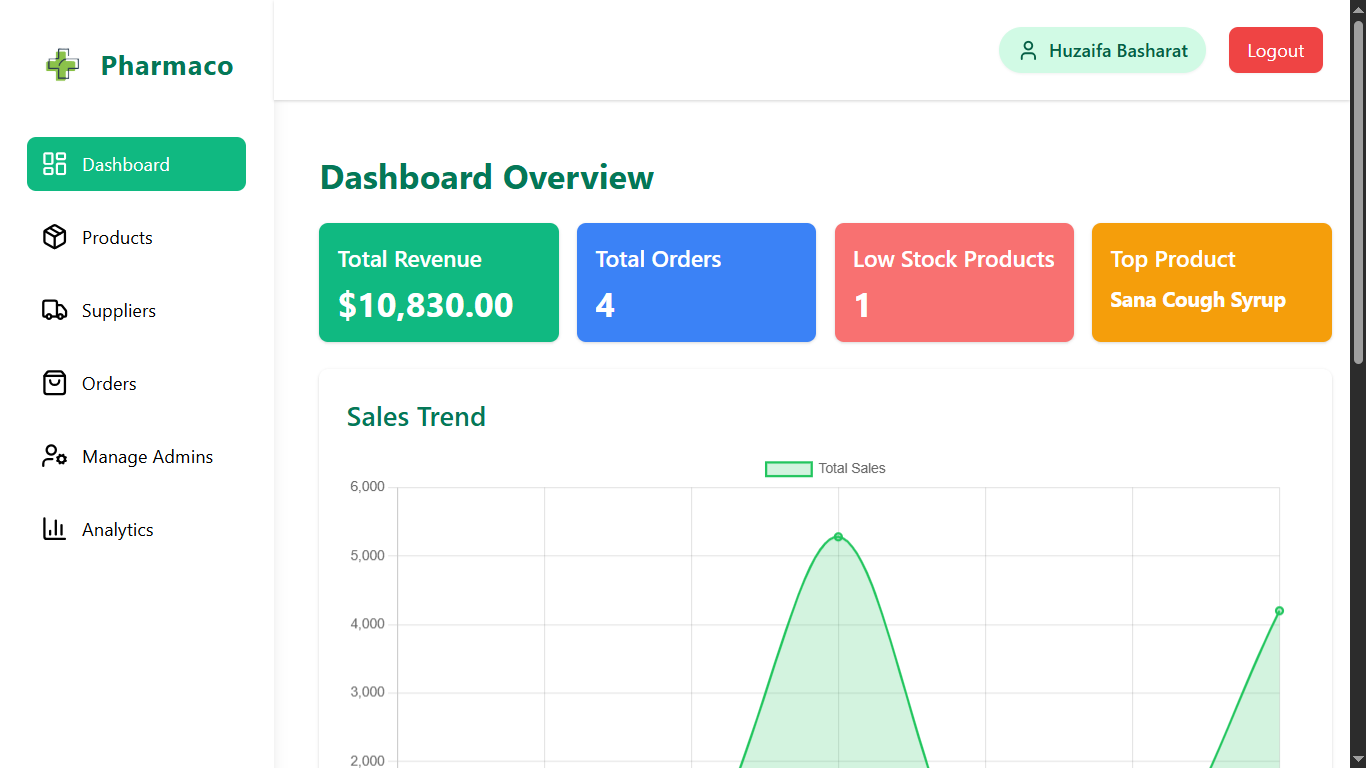 Pharmaco
Huzaifa Basharat
Logout
Dashboard
Products
Suppliers
Orders
Manage Admins
Analytics
Dashboard Overview
Total Revenue
$10,830.00
Total Orders
4
Low Stock Products
1
Top Product
Sana Cough Syrup
Sales Trend
Total Sales
6,000
5,000
4,000
3,000
2,000